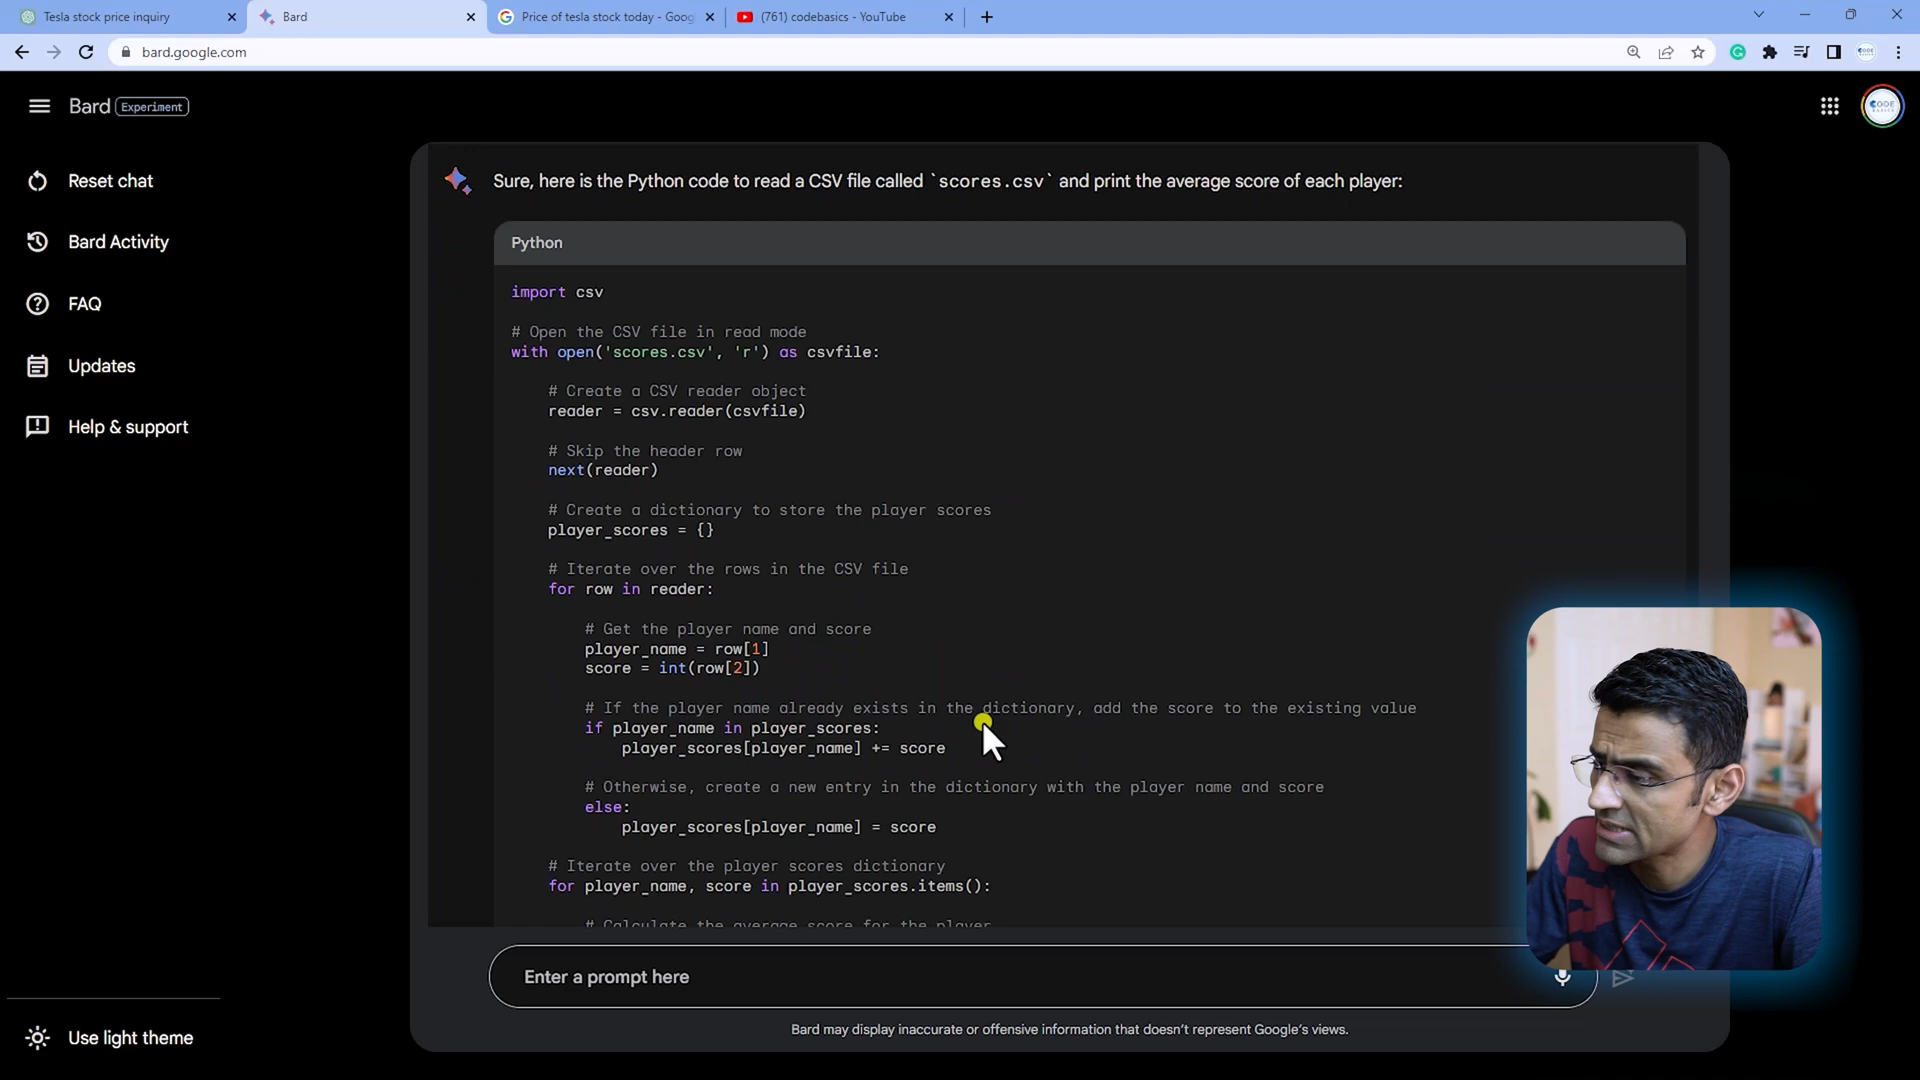 Tesla stock price inquiry
Bard
Price of tesla stock today - Goog
(761) codebasics - YouTube
bard.google.com
Bard Experiment
Reset chat
Bard Activity
FAQ
Updates
Help & support
Use light theme
Sure, here is the Python code to read a CSV file called `scores.csv` and print the average score of each player:
Python
import csv
# Open the CSV file in read mode
with open('scores.csv', 'r') as csvfile:
# Create a CSV reader object
reader = csv.reader(csvfile)
# Skip the header row
next(reader)
# Create a dictionary to store the player scores
player_scores = {}
# Iterate over the rows in the CSV file
for row in reader:
# Get the player name and score
player_name = row[1]
score = int(row[2])
# If the player name already exists in the dictionary, add the score to the existing value
if player_name in player_scores:
player_scores[player_name] += score
# Otherwise, create a new entry in the dictionary with the player name and score
else:
player_scores[player_name] = score
# Iterate over the player scores dictionary
for player_name, score in player_scores.items():
# Calculate the average score for the player
Enter a prompt here
Bard may display inaccurate or offensive information that doesn't represent Google's views.